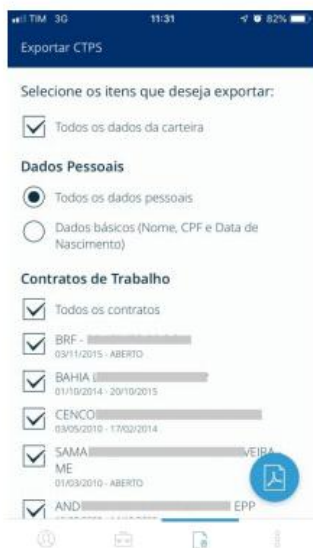 TIM 3G 11:31 82%
Exportar CTPS
Selecione os itens que deseja exportar:
Todos os dados da carteira
Dados Pessoais
Todos os dados pessoais
Dados básicos (Nome, CPF e Data de
Nascimento)
Contratos de Trabalho
Todos os contratos
BRF -
03/11/2015 - ABERTO
BAHIA
01/10/2014 - 20/10/2015
CENCO
03/05/2010 - 17/02/2014
SAMA VEIRA
ME
01/03/2010 - ABERTO
AND EPP